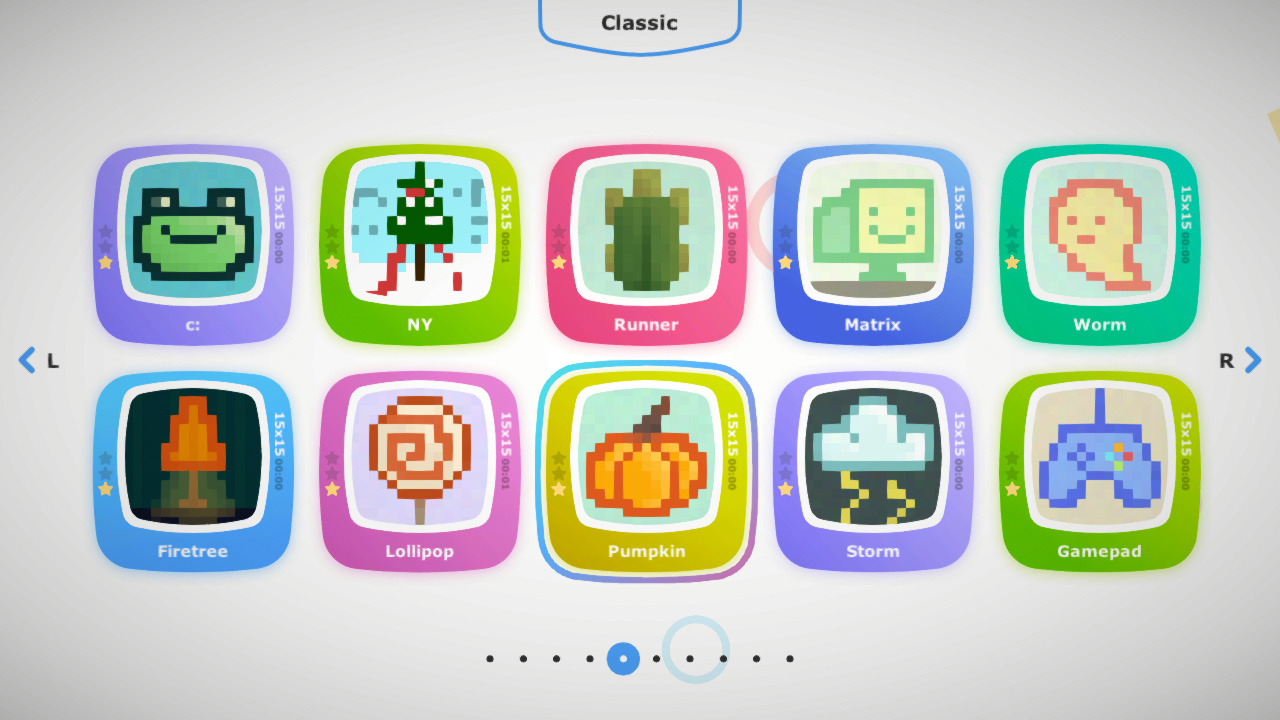 Classic
15x15 00:00
c:
15x15 00:01
NY
15x15 00:00
Runner
15x15 00:00
Matrix
15x15 00:00
Worm
L
R
15x15 00:00
Firetree
15x15 00:01
Lollipop
15x15 00:00
Pumpkin
15x15 00:00
Storm
15x15 00:00
Gamepad